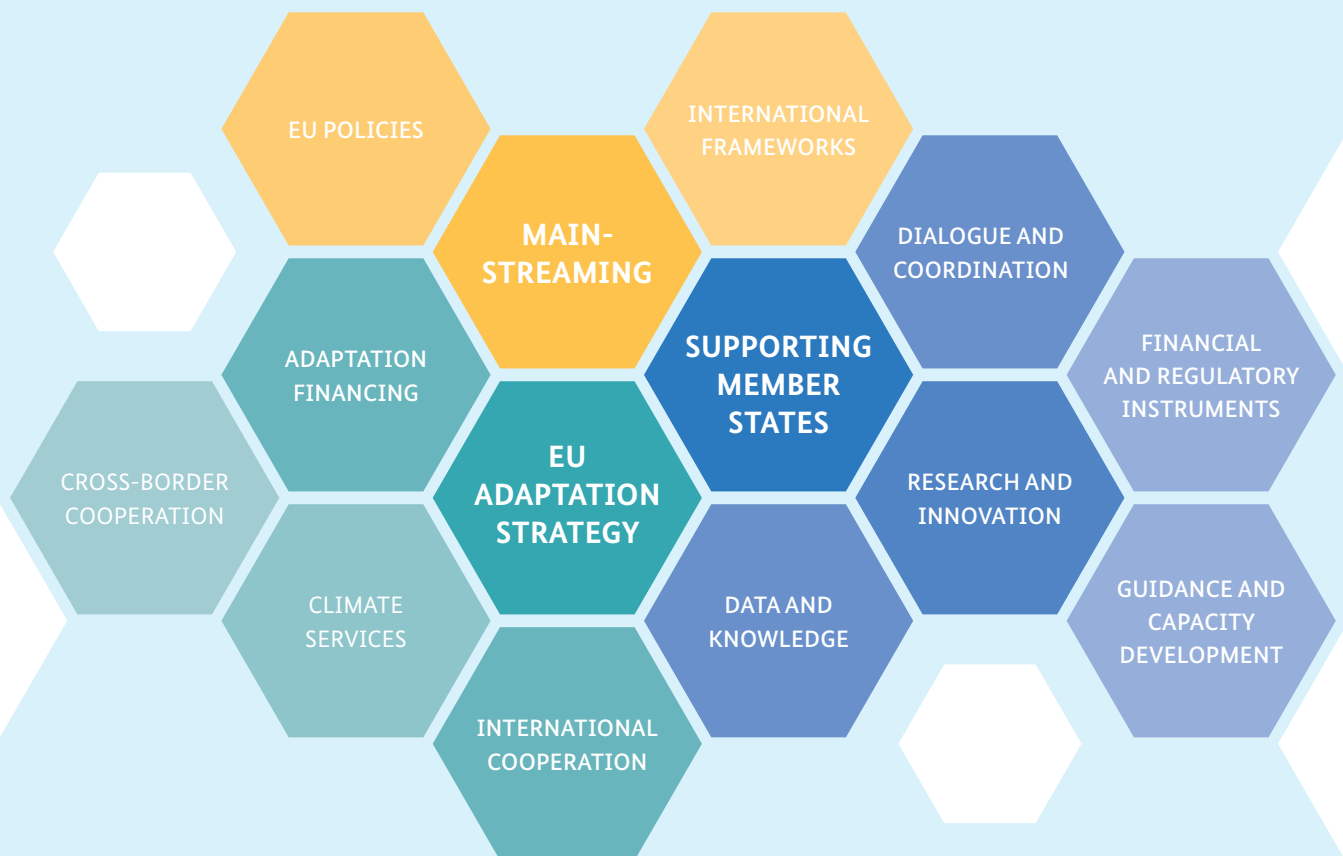 EU POLICIES
INTERNATIONAL
FRAMEWORKS
MAIN-
STREAMING
DIALOGUE AND
COORDINATION
ADAPTATION
FINANCING
SUPPORTING
MEMBER
STATES
FINANCIAL
AND REGULATORY
INSTRUMENTS
CROSS-BORDER
COOPERATION
EU
ADAPTATION
STRATEGY
RESEARCH AND
INNOVATION
CLIMATE
SERVICES
DATA AND
KNOWLEDGE
GUIDANCE AND
CAPACITY
DEVELOPMENT
INTERNATIONAL
COOPERATION